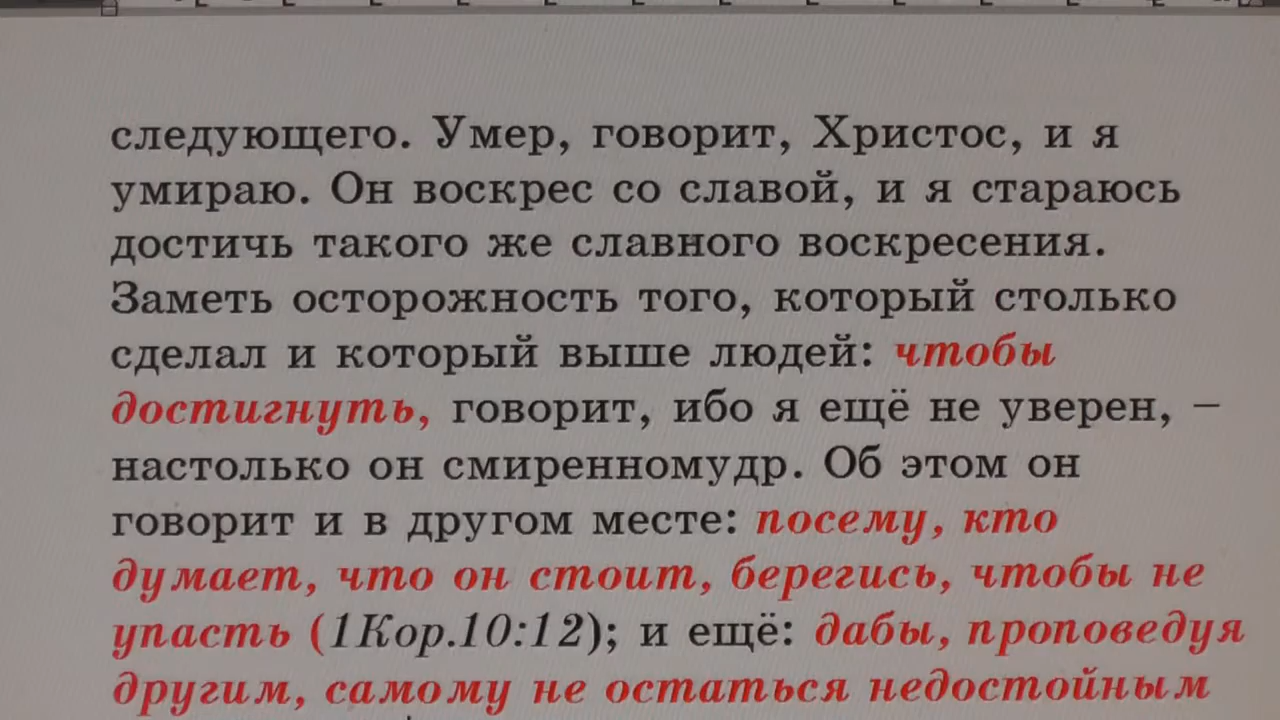 следующего. Умер, говорит, Христос, и я
умираю. Он воскрес со славой, и я стараюсь
достичь такого же славного воскресения.
Заметь осторожность того, который столько
сделал и который выше людей: чтобы
достигнуть, говорит, ибо я ещё не уверен, –
настолько он смиренномудр. Об этом он
говорит и в другом месте: посему, кто
думает, что он стоит, берегись, чтобы не
упасть (1Кор.10:12); и ещё: дабы, проповедуя
другим, самому не остаться недостойным